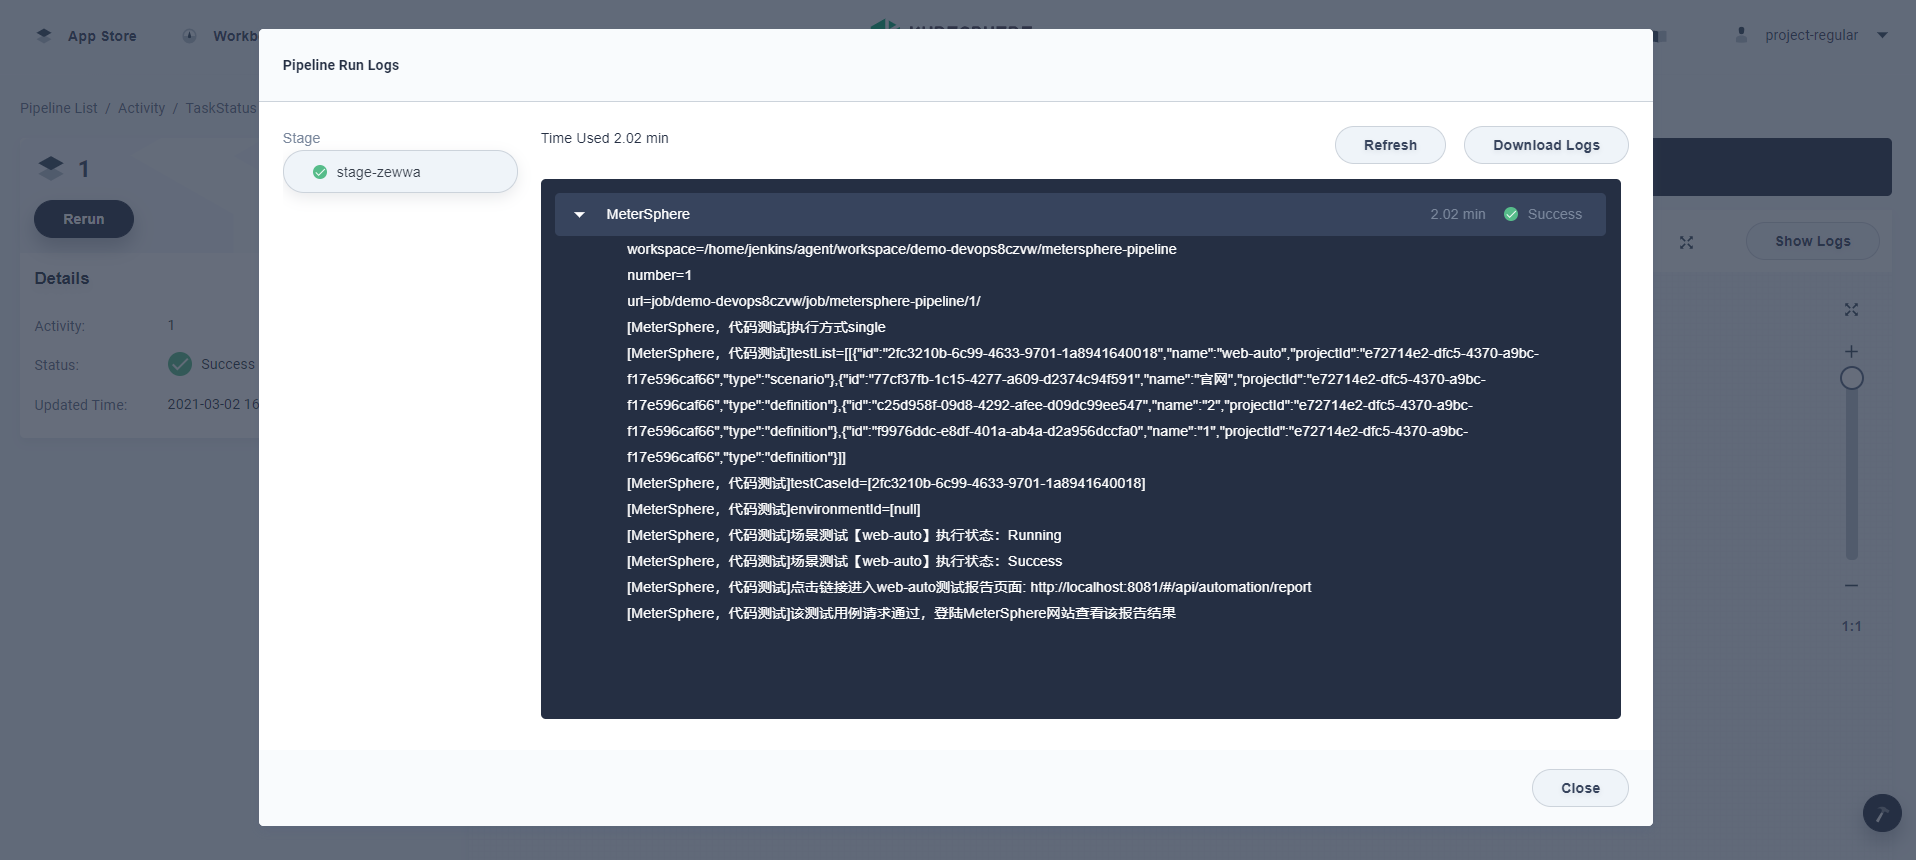 App Store
Workb
project-regular
Pipeline List / Activity / TaskStatus
1
Rerun
Details
Activity: 1
Status: Success
Updated Time: 2021-03-02 16
Pipeline Run Logs
Stage
stage-zewwa
Time Used 2.02 min
Refresh
Download Logs
MeterSphere 2.02 min Success
workspace=/home/jenkins/agent/workspace/demo-devops8czvw/metersphere-pipeline
number=1
url=job/demo-devops8czvw/job/metersphere-pipeline/1/
[MeterSphere，代码测试]执行方式single
[MeterSphere，代码测试]testList=[[{"id":"2fc3210b-6c99-4633-9701-1a8941640018","name":"web-auto","projectId":"e72714e2-dfc5-4370-a9bc-
f17e596caf66","type":"scenario"},{"id":"77cf37fb-1c15-4277-a609-d2374c94f591","name":"官网","projectId":"e72714e2-dfc5-4370-a9bc-
f17e596caf66","type":"definition"},{"id":"c25d958f-09d8-4292-afee-d09dc99ee547","name":"2","projectId":"e72714e2-dfc5-4370-a9bc-
f17e596caf66","type":"definition"},{"id":"f9976ddc-e8df-401a-ab4a-d2a956dccfa0","name":"1","projectId":"e72714e2-dfc5-4370-a9bc-
f17e596caf66","type":"definition"}]]
[MeterSphere，代码测试]testCaseId=[2fc3210b-6c99-4633-9701-1a8941640018]
[MeterSphere，代码测试]environmentId=[null]
[MeterSphere，代码测试]场景测试【web-auto】执行状态：Running
[MeterSphere，代码测试]场景测试【web-auto】执行状态：Success
[MeterSphere，代码测试]点击链接进入web-auto测试报告页面: http://localhost:8081/#/api/automation/report
[MeterSphere，代码测试]该测试用例请求通过，登陆MeterSphere网站查看该报告结果
Close
Show Logs
1:1